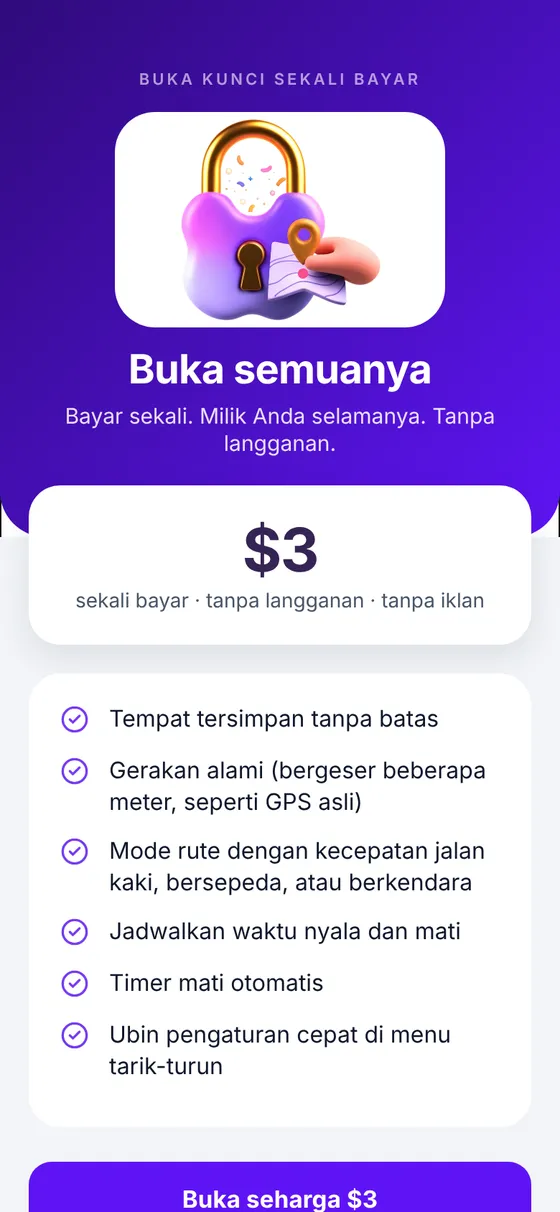 BUKA KUNCI SEKALI BAYAR
Buka semuanya
Bayar sekali. Milik Anda selamanya. Tanpa
langganan.
$3
sekali bayar · tanpa langganan · tanpa iklan
Tempat tersimpan tanpa batas
Gerakan alami (bergeser beberapa
meter, seperti GPS asli)
Mode rute dengan kecepatan jalan
kaki, bersepeda, atau berkendara
Jadwalkan waktu nyala dan mati
Timer mati otomatis
Ubin pengaturan cepat di menu
tarik-turun
Buka seharga $3